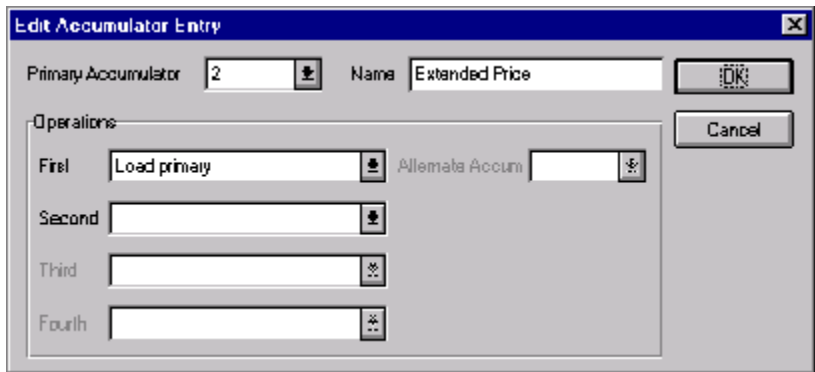 Edit Accumulator Entry
Primary Accumulator 2 Name Extended Price OK
Cancel
Operations
First Load primary Alternate Accum
Second
Third
Fourth